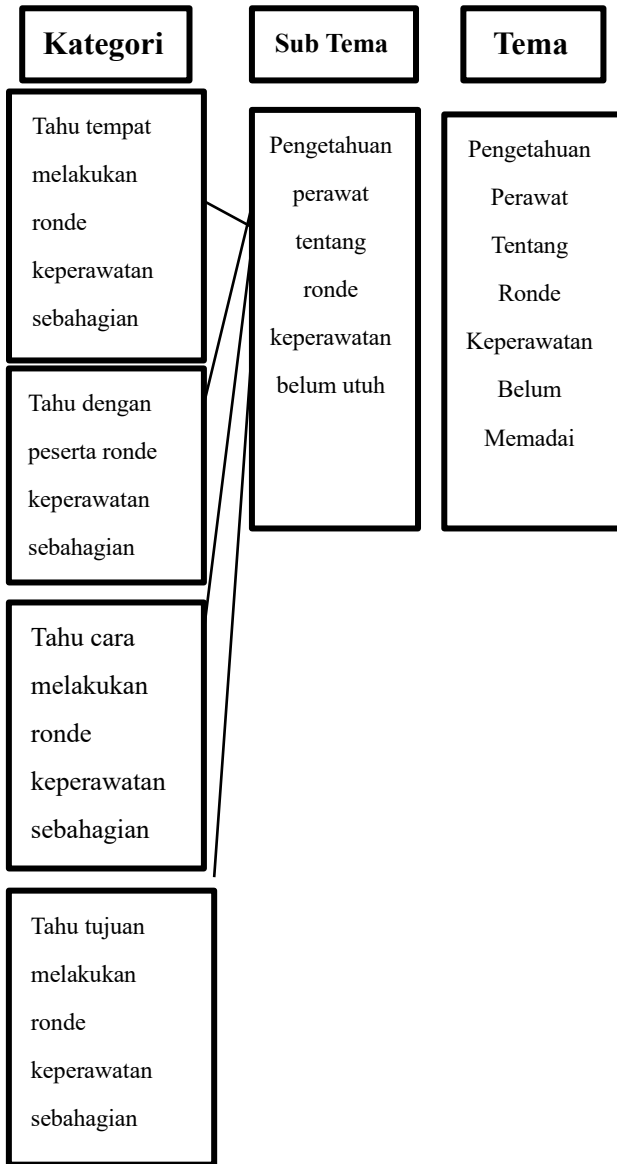 Kategori
Sub Tema
Tema
Tahu tempat
melakukan
ronde
keperawatan
sebahagian
Tahu dengan
peserta ronde
keperawatan
sebahagian
Tahu cara
melakukan
ronde
keperawatan
sebahagian
Tahu tujuan
melakukan
ronde
keperawatan
sebahagian
Pengetahuan
perawat
tentang
ronde
keperawatan
belum utuh
Pengetahuan
Perawat
Tentang
Ronde
Keperawatan
Belum
Memadai